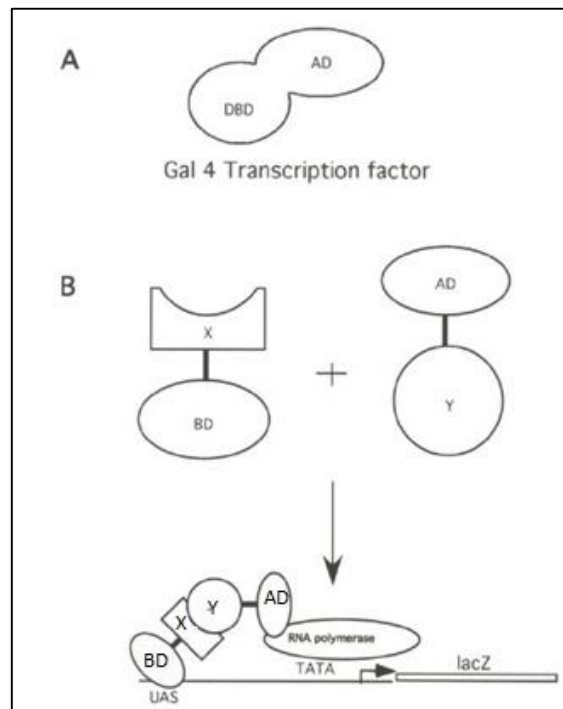 A
AD
DBD
Gal 4 Transcription factor
B
X
BD
+
AD
Y
BD
X
Y
AD
RNA polymerase
UAS
TATA
lacZ